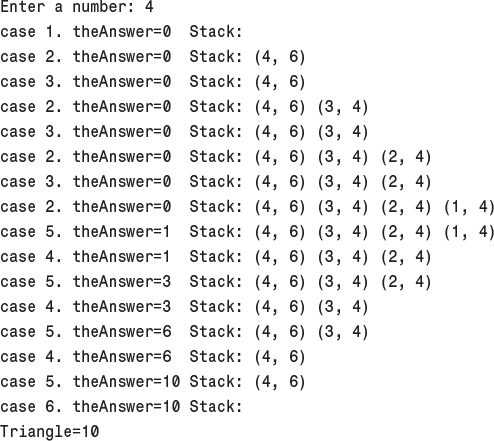 Enter a number: 4
case 1. theAnswer=0 Stack:
case 2. theAnswer=0 Stack: (4, 6)
case 3. theAnswer=0 Stack: (4, 6)
case 2. theAnswer=0 Stack: (4, 6) (3, 4)
case 3. theAnswer=0 Stack: (4, 6) (3, 4)
case 2. theAnswer=0 Stack: (4, 6) (3, 4) (2, 4)
case 3. theAnswer=0 Stack: (4, 6) (3, 4) (2, 4)
case 2. theAnswer=0 Stack: (4, 6) (3, 4) (2, 4) (1, 4)
case 5. theAnswer=1 Stack: (4, 6) (3, 4) (2, 4) (1, 4)
case 4. theAnswer=1 Stack: (4, 6) (3, 4) (2, 4)
case 5. theAnswer=3 Stack: (4, 6) (3, 4) (2, 4)
case 4. theAnswer=3 Stack: (4, 6) (3, 4)
case 5. theAnswer=6 Stack: (4, 6) (3, 4)
case 4. theAnswer=6 Stack: (4, 6)
case 5. theAnswer=10 Stack: (4, 6)
case 6. theAnswer=10 Stack:
Triangle=10